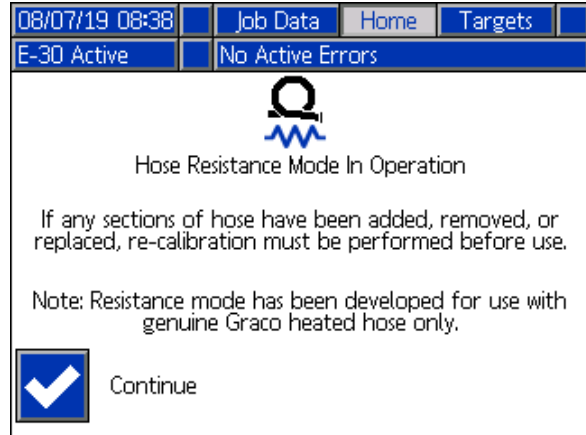 08/07/19 08:38 Job Data Home Targets
E-30 Active No Active Errors
Hose Resistance Mode In Operation
If any sections of hose have been added, removed, or
replaced, re-calibration must be performed before use.
Note: Resistance mode has been developed for use with
genuine Graco heated hose only.
Continue